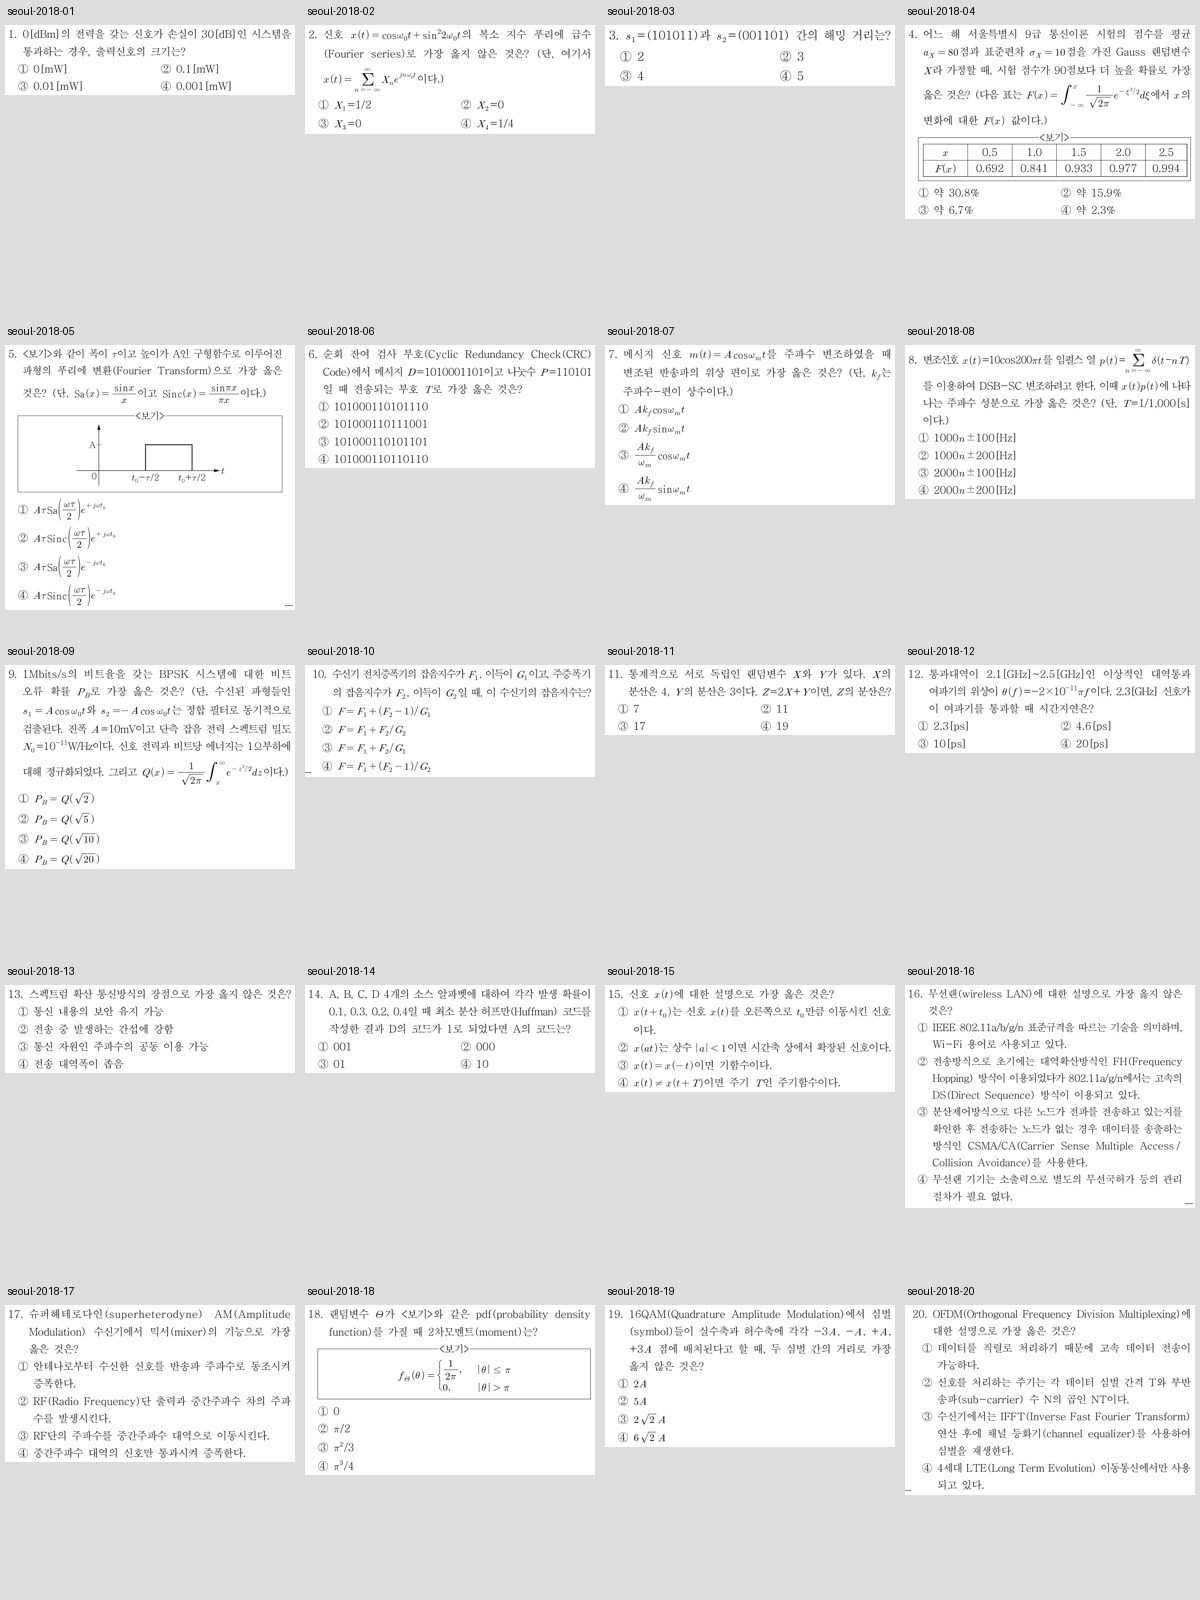 seoul-2018-01
1. 0[dBm]의 전력을 갖는 신호가 손실이 30[dB]인 시스템을
통과하는 경우, 출력신호의 크기는?
① 0[mW] ② 0.1[mW]
③ 0.01[mW] ④ 0.001[mW]
seoul-2018-02
2. 신호 x(t)=cosω₀t+sin²2ω₀t의 복소 지수 푸리에 급수
(Fourier series)로 가장 옳지 않은 것은? (단, 여기서
x(t)= ∑_{n=-∞}^{∞} Xₙe^{jnω₀t}이다.)
① X₁=1/2 ② X₂=0
③ X₃=0 ④ X₄=1/4
seoul-2018-03
3. s₁=(101011)과 s₂=(001101) 간의 해밍 거리는?
① 2 ② 3
③ 4 ④ 5
seoul-2018-04
4. 어느 해 서울특별시 9급 통신이론 시험의 점수를 평균
a_X=80점과 표준편차 σ_X=10점을 가진 Gauss 랜덤변수
X라 가정할 때, 시험 점수가 90점보다 더 높을 확률로 가장
옳은 것은? (다음 표는 F(x)=∫_{-∞}^{x} 1/√(2π) e^{-ξ²/2}dξ에서 x의
변화에 대한 F(x) 값이다.)
<보기>
x 0.5 1.0 1.5 2.0 2.5
F(x) 0.692 0.841 0.933 0.977 0.994
① 약 30.8% ② 약 15.9%
③ 약 6.7% ④ 약 2.3%
seoul-2018-05
5. <보기>와 같이 폭이 τ이고 높이가 A인 구형함수로 이루어진
파형의 푸리에 변환(Fourier Transform)으로 가장 옳은
것은? (단, Sa(x)=sinx/x이고 Sinc(x)=sinπx/πx이다.)
<보기>
A
0 t₀-τ/2 t₀+τ/2 t
① AτSa(ωτ/2)e^{+jωt₀}
② AτSinc(ωτ/2)e^{+jωt₀}
③ AτSa(ωτ/2)e^{-jωt₀}
④ AτSinc(ωτ/2)e^{-jωt₀}
seoul-2018-06
6. 순회 잔여 검사 부호(Cyclic Redundancy Check(CRC)
Code)에서 메시지 D=1010001101이고 나눗수 P=110101
일 때 전송되는 부호 T로 가장 옳은 것은?
① 101000110101110
② 101000110111001
③ 101000110101101
④ 101000110110110
seoul-2018-07
7. 메시지 신호 m(t)=Acosω_m t를 주파수 변조하였을 때
변조된 반송파의 위상 편이로 가장 옳은 것은? (단, k_f는
주파수-편이 상수이다.)
① Ak_f cosω_m t
② Ak_f sinω_m t
③ Ak_f/ω_m cosω_m t
④ Ak_f/ω_m sinω_m t
seoul-2018-08
8. 변조신호 x(t)=10cos200πt를 임펄스 열 p(t)= ∑_{n=-∞}^{∞} δ(t-nT)
를 이용하여 DSB-SC 변조하려고 한다. 이때 x(t)p(t)에 나타
나는 주파수 성분으로 가장 옳은 것은? (단, T=1/1,000[s]
이다.)
① 1000n±100[Hz]
② 1000n±200[Hz]
③ 2000n±100[Hz]
④ 2000n±200[Hz]
seoul-2018-09
9. 1Mbits/s의 비트율을 갖는 BPSK 시스템에 대한 비트
오류 확률 P_B로 가장 옳은 것은? (단, 수신된 파형들인
s₁=Acosω₀t와 s₂=-Acosω₀t는 정합 필터로 동기적으로
검출된다. 진폭 A=10mV이고 단측 잡음 전력 스펙트럼 밀도
N₀=10⁻¹¹W/Hz이다. 신호 전력과 비트당 에너지는 1Ω부하에
대해 정규화되었다. 그리고 Q(x)=1/√(2π) ∫_{x}^{∞} e^{-z²/2}dz이다.)
① P_B=Q(√2)
② P_B=Q(√5)
③ P_B=Q(√10)
④ P_B=Q(√20)
seoul-2018-10
10. 수신기 전치증폭기의 잡음지수가 F₁, 이득이 G₁이고, 주증폭기
의 잡음지수가 F₂, 이득이 G₂일 때, 이 수신기의 잡음지수는?
① F=F₁+(F₂-1)/G₁
② F=F₁+F₂/G₂
③ F=F₁+F₂/G₁
④ F=F₁+(F₂-1)/G₂
seoul-2018-11
11. 통계적으로 서로 독립인 랜덤변수 X와 Y가 있다. X의
분산은 4, Y의 분산은 3이다. Z=2X+Y이면, Z의 분산은?
① 7 ② 11
③ 17 ④ 19
seoul-2018-12
12. 통과대역이 2.1[GHz]~2.5[GHz]인 이상적인 대역통과
여파기의 위상이 θ(f)=-2×10⁻¹¹πf이다. 2.3[GHz] 신호가
이 여파기를 통과할 때 시간지연은?
① 2.3[ps] ② 4.6[ps]
③ 10[ps] ④ 20[ps]
seoul-2018-13
13. 스펙트럼 확산 통신방식의 장점으로 가장 옳지 않은 것은?
① 통신 내용의 보안 유지 가능
② 전송 중 발생하는 간섭에 강함
③ 통신 자원인 주파수의 공동 이용 가능
④ 전송 대역폭이 좁음
seoul-2018-14
14. A, B, C, D 4개의 소스 알파벳에 대하여 각각 발생 확률이
0.1, 0.3, 0.2, 0.4일 때 최소 분산 허프만(Huffman) 코드를
작성한 결과 D의 코드가 1로 되었다면 A의 코드는?
① 001 ② 000
③ 01 ④ 10
seoul-2018-15
15. 신호 x(t)에 대한 설명으로 가장 옳은 것은?
① x(t+t₀)는 신호 x(t)를 오른쪽으로 t₀만큼 이동시킨 신호
이다.
② x(at)는 상수 |a|<1이면 시간축 상에서 확장된 신호이다.
③ x(t)=x(-t)이면 기함수이다.
④ x(t)≠x(t+T)이면 주기 T인 주기함수이다.
seoul-2018-16
16. 무선랜(wireless LAN)에 대한 설명으로 가장 옳지 않은
것은?
① IEEE 802.11a/b/g/n 표준규격을 따르는 기술을 의미하며,
Wi-Fi 용어로 사용되고 있다.
② 전송방식으로 초기에는 대역확산방식인 FH(Frequency
Hopping) 방식이 이용되었다가 802.11a/g/n에서는 고속의
DS(Direct Sequence) 방식이 이용되고 있다.
③ 분산제어방식으로 다른 노드가 전파를 전송하고 있는지를
확인한 후 전송하는 노드가 없는 경우 데이터를 송출하는
방식인 CSMA/CA(Carrier Sense Multiple Access/
Collision Avoidance)를 사용한다.
④ 무선랜 기기는 소출력으로 별도의 무선국허가 등의 관리
절차가 필요 없다.
seoul-2018-17
17. 슈퍼헤테로다인(superheterodyne) AM(Amplitude
Modulation) 수신기에서 믹서(mixer)의 기능으로 가장
옳은 것은?
① 안테나로부터 수신한 신호를 반송파 주파수로 동조시켜
증폭한다.
② RF(Radio Frequency)단 출력과 중간주파수 차의 주파
수를 발생시킨다.
③ RF단의 주파수를 중간주파수 대역으로 이동시킨다.
④ 중간주파수 대역의 신호만 통과시켜 증폭한다.
seoul-2018-18
18. 랜덤변수 Θ가 <보기>와 같은 pdf(probability density
function)를 가질 때 2차모멘트(moment)는?
<보기>
f_Θ(θ)={ 1/2π, |θ|≤π
0, |θ|>π
① 0
② π/2
③ π²/3
④ π³/4
seoul-2018-19
19. 16QAM(Quadrature Amplitude Modulation)에서 심벌
(symbol)들이 실수축과 허수축에 각각 -3A, -A, +A,
+3A 점에 배치된다고 할 때, 두 심벌 간의 거리로 가장
옳지 않은 것은?
① 2A
② 5A
③ 2√2 A
④ 6√2 A
seoul-2018-20
20. OFDM(Orthogonal Frequency Division Multiplexing)에
대한 설명으로 가장 옳은 것은?
① 데이터를 직렬로 처리하기 때문에 고속 데이터 전송이
가능하다.
② 신호를 처리하는 주기는 각 데이터 심벌 간격 T와 부반
송파(sub-carrier) 수 N의 곱인 NT이다.
③ 수신기에서는 IFFT(Inverse Fast Fourier Transform)
연산 후에 채널 등화기(channel equalizer)를 사용하여
심벌을 재생한다.
④ 4세대 LTE(Long Term Evolution) 이동통신에서만 사용
되고 있다.